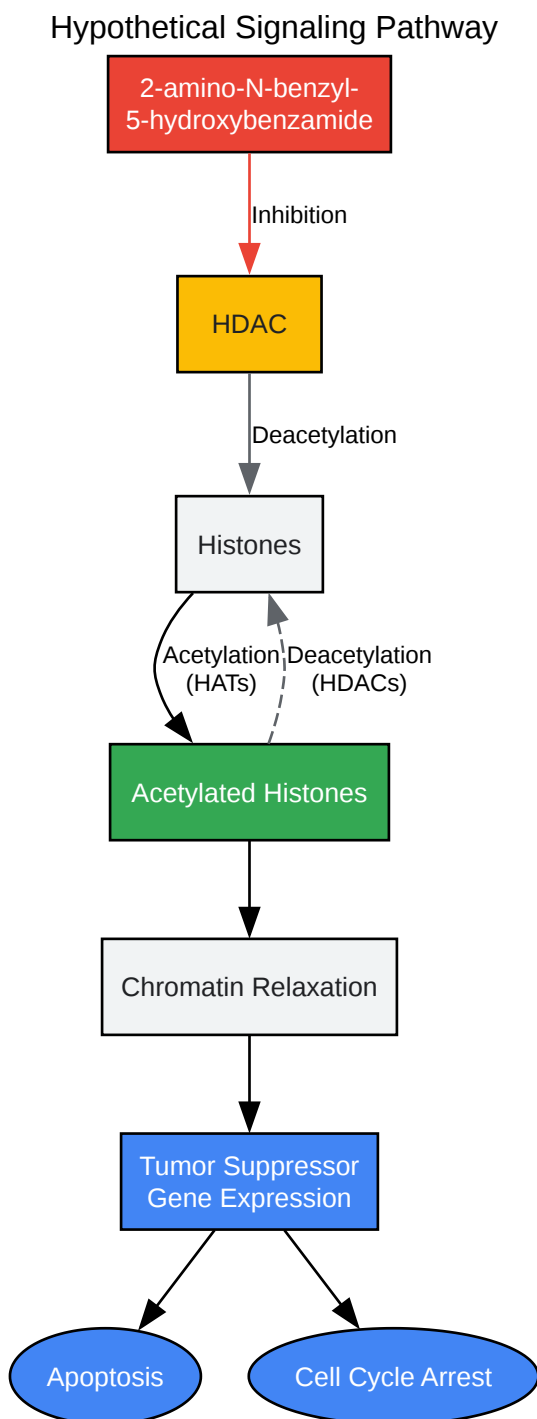 Hypothetical Signaling Pathway
2-amino-N-benzyl-
5-hydroxybenzamide
Inhibition
HDAC
Deacetylation
Histones
Acetylation
(HATs)
Deacetylation
(HDACs)
Acetylated Histones
Chromatin Relaxation
Tumor Suppressor
Gene Expression
Apoptosis
Cell Cycle Arrest